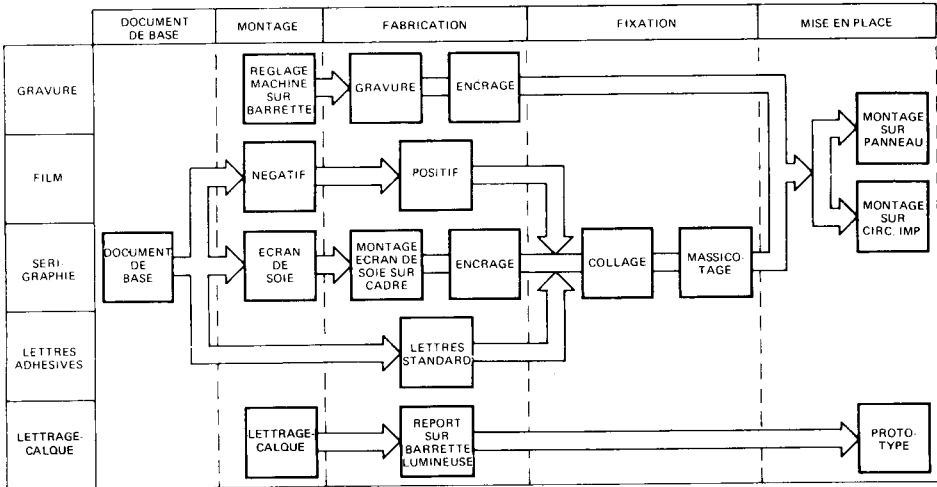 DOCUMENT
DE BASE
MONTAGE
FABRICATION
FIXATION
MISE EN PLACE
GRAVURE
REGLAGE
MACHINE
SUR
BARRETTE
GRAVURE
ENCRAGE
MONTAGE
SUR
PANNEAU
FILM
NEGATIF
POSITIF
MONTAGE
SUR
CIRC. IMP
SERI-
GRAPHIE
DOCUMENT
DE
BASE
ECRAN
DE
SOIE
MONTAGE
ECRAN DE
SOIE SUR
CADRE
ENCRAGE
COLLAGE
MASSICO-
TAGE
LETTRES
ADHESIVES
LETTRES
STANDARD
LETTRAGE-
CALQUE
LETTRAGE-
CALQUE
REPORT
SUR
BARRETTE
LUMINEUSE
PROTO-
TYPE